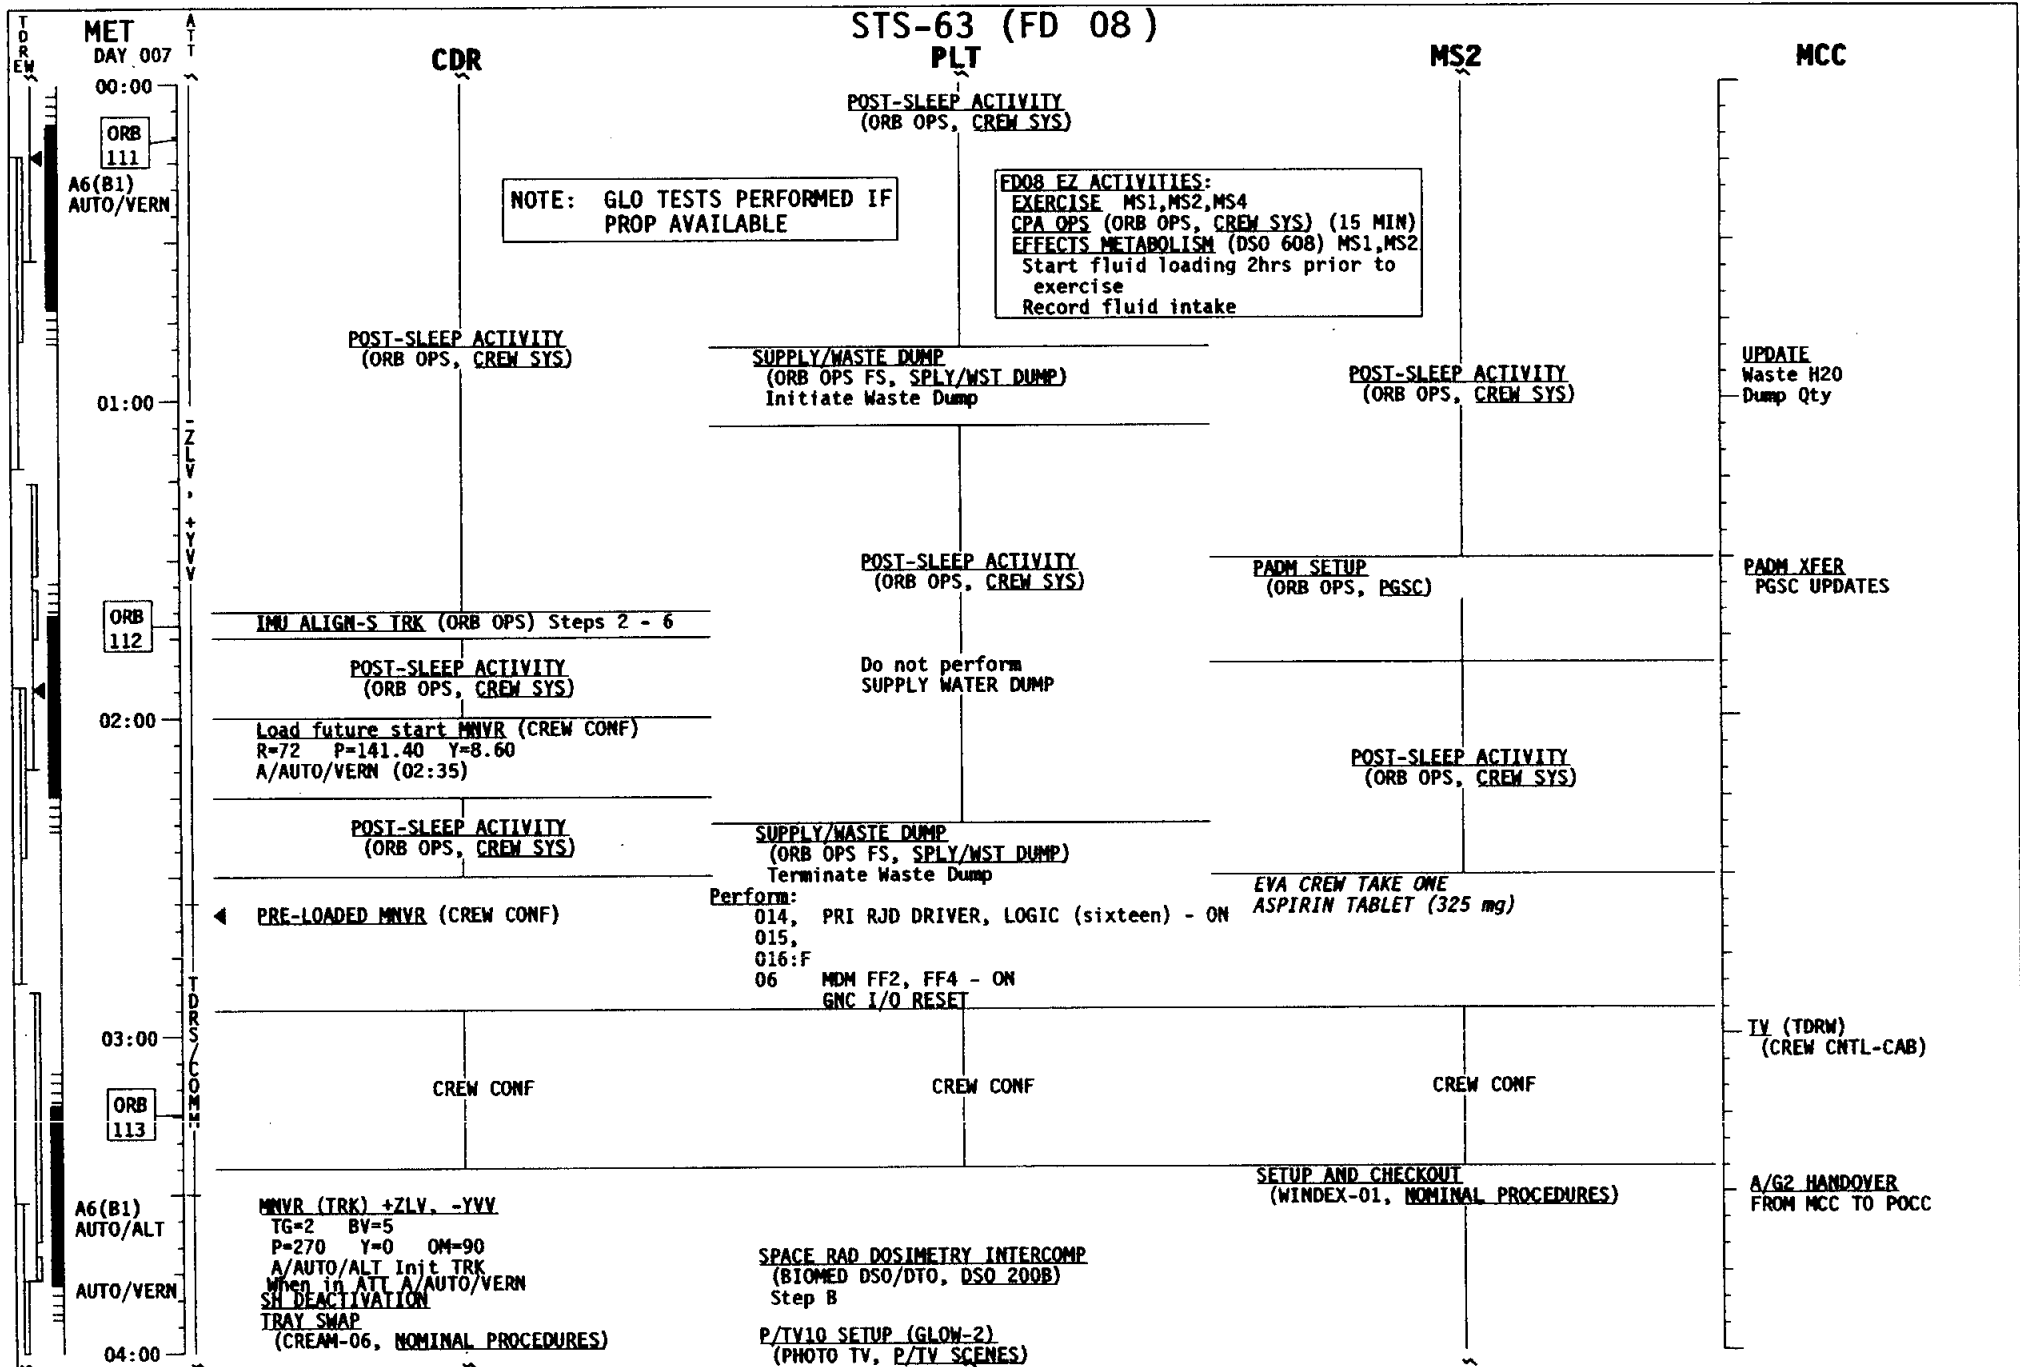 STS-63 (FD 08 )
TDRE W
MET
DAY 007
ATT
CDR
PLT
MS2
MCC
00:00
POST-SLEEP ACTIVITY
(ORB OPS, CREW SYS)
ORB
111
A6(B1)
AUTO/VERN
NOTE: GLO TESTS PERFORMED IF
PROP AVAILABLE
FD08 EZ ACTIVITIES:
EXERCISE MS1,MS2,MS4
CPA OPS (ORB OPS, CREW SYS) (15 MIN)
EFFECTS METABOLISM (DSO 608) MS1,MS2
Start fluid loading 2hrs prior to
exercise
Record fluid intake
POST-SLEEP ACTIVITY
(ORB OPS, CREW SYS)
SUPPLY/WASTE DUMP
(ORB OPS FS, SPLY/WST DUMP)
Initiate Waste Dump
POST-SLEEP ACTIVITY
(ORB OPS, CREW SYS)
UPDATE
Waste H20
Dump Qty
01:00
-ZLV, +YVV
POST-SLEEP ACTIVITY
(ORB OPS, CREW SYS)
PADM SETUP
(ORB OPS, PGSC)
PADM XFER
PGSC UPDATES
ORB
112
IMU ALIGN-S TRK (ORB OPS) Steps 2 - 6
POST-SLEEP ACTIVITY
(ORB OPS, CREW SYS)
Do not perform
SUPPLY WATER DUMP
02:00
Load future start MNVR (CREW CONF)
R=72 P=141.40 Y=8.60
A/AUTO/VERN (02:35)
POST-SLEEP ACTIVITY
(ORB OPS, CREW SYS)
POST-SLEEP ACTIVITY
(ORB OPS, CREW SYS)
SUPPLY/WASTE DUMP
(ORB OPS FS, SPLY/WST DUMP)
Terminate Waste Dump
Perform:
014, PRI RJD DRIVER, LOGIC (sixteen) - ON
015,
016:F
06 MDM FF2, FF4 - ON
GNC I/O RESET
EVA CREW TAKE ONE
ASPIRIN TABLET (325 mg)
PRE-LOADED MNVR (CREW CONF)
TDRS/COMM
03:00
TV (TDRW)
(CREW CNTL-CAB)
CREW CONF
CREW CONF
CREW CONF
ORB
113
SETUP AND CHECKOUT
(WINDEX-01, NOMINAL PROCEDURES)
A/G2 HANDOVER
FROM MCC TO POCC
A6(B1)
AUTO/ALT
MNVR (TRK) +ZLV, -YVV
TG=2 BV=5
P=270 Y=0 OM=90
A/AUTO/ALT Init TRK
When in ATT A/AUTO/VERN
SH DEACTIVATION
TRAY SWAP
(CREAM-06, NOMINAL PROCEDURES)
AUTO/VERN
SPACE RAD DOSIMETRY INTERCOMP
(BIOMED DSO/DTO, DSO 200B)
Step B
P/TV10 SETUP (GLOW-2)
(PHOTO TV, P/TV SCENES)
04:00